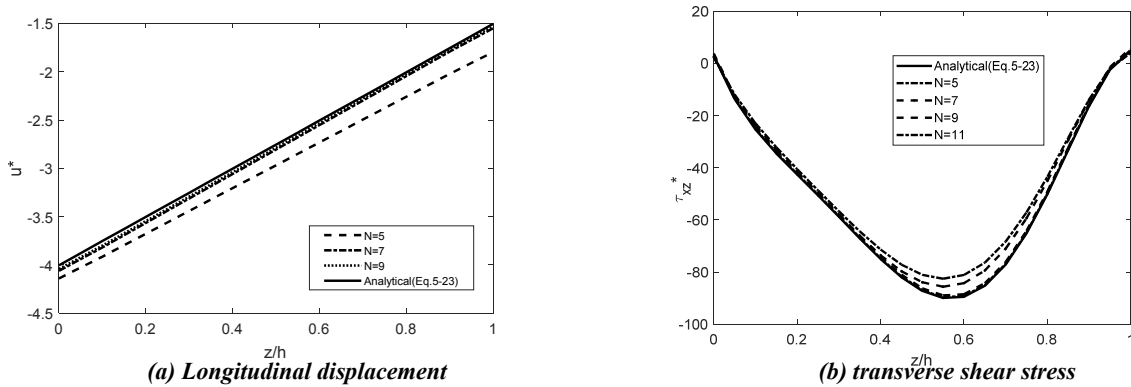 -1.5
-2
-2.5
-3
-3.5
-4
-4.5
u*
N=5
N=7
N=9
Analytical(Eq.5-23)
0 0.2 0.4 0.6 0.8 1
z/h
(a) Longitudinal displacement
20
0
-20
-40
-60
-80
-100
τxz*
Analytical(Eq.5-23)
N=5
N=7
N=9
N=11
0 0.2 0.4 0.6 0.8 1
z/h
(b) transverse shear stress